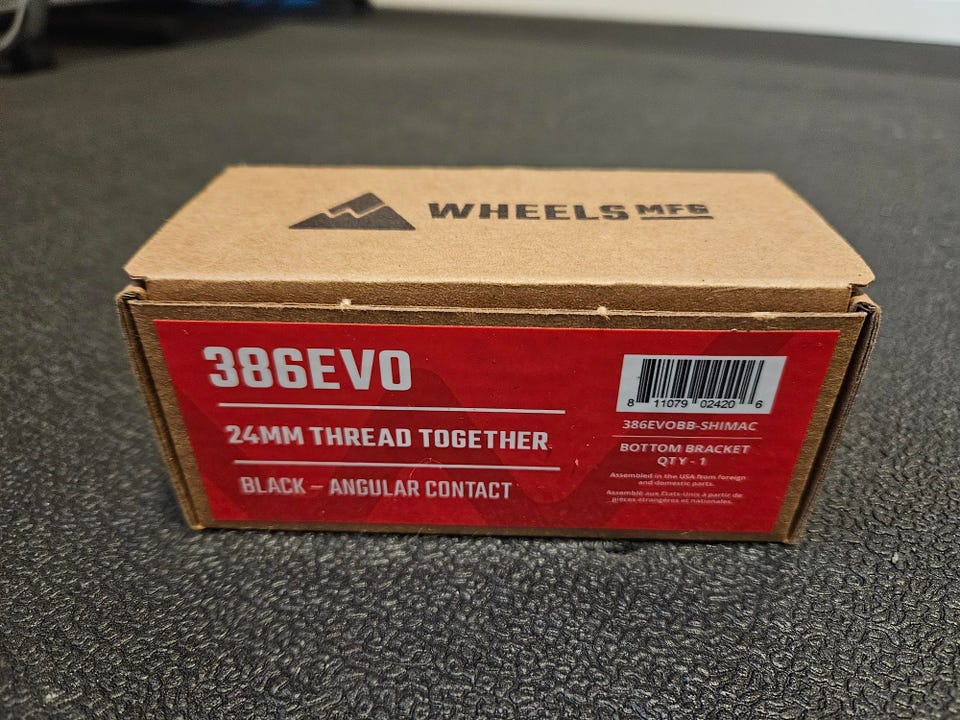 WHEELS MFG
386EVO
24MM THREAD TOGETHER
BLACK – ANGULAR CONTACT
8 11079 02420 6
386EVOBB-SHIMAC
BOTTOM BRACKET
QTY - 1
Assembled in the USA from foreign
and domestic parts.
Assemblé aux États-Unis à partir de
pièces étrangères et nationales.